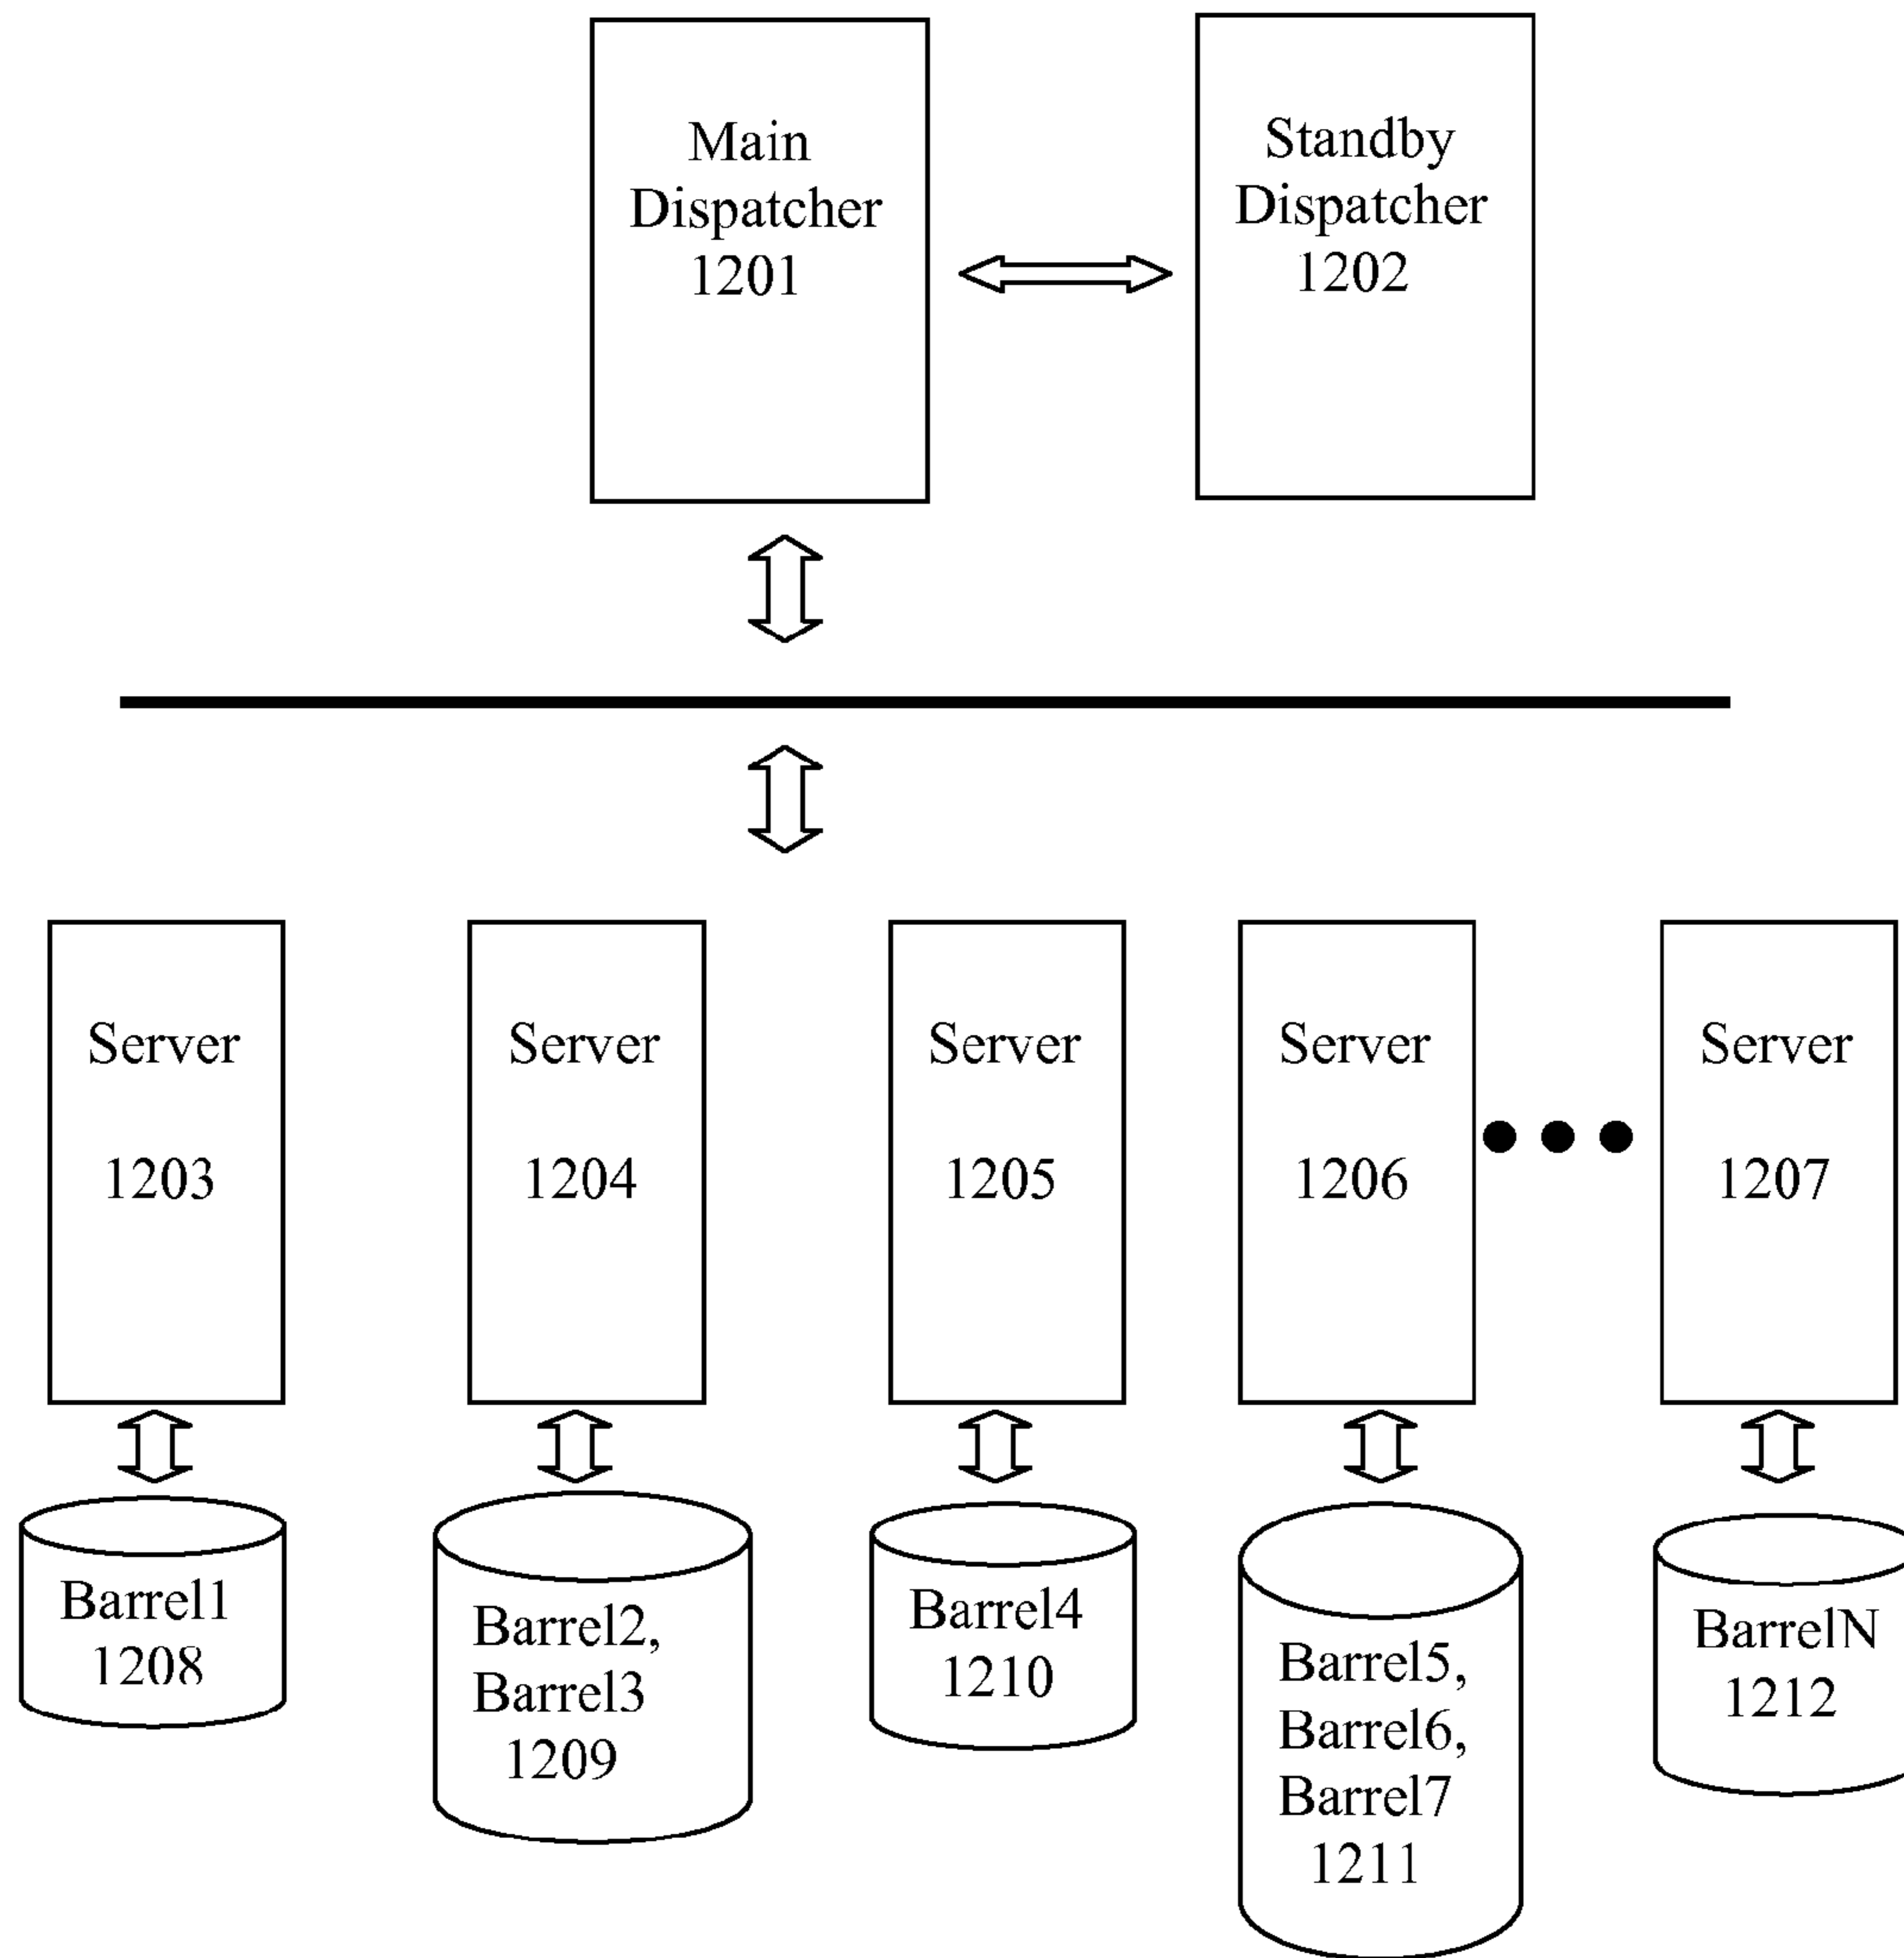 Main
Dispatcher
1201
Standby
Dispatcher
1202
Server
1203
Server
1204
Server
1205
Server
1206
Server
1207
Barrel1
1208
Barrel2,
Barrel3
1209
Barrel4
1210
Barrel5,
Barrel6,
Barrel7
1211
BarrelN
1212